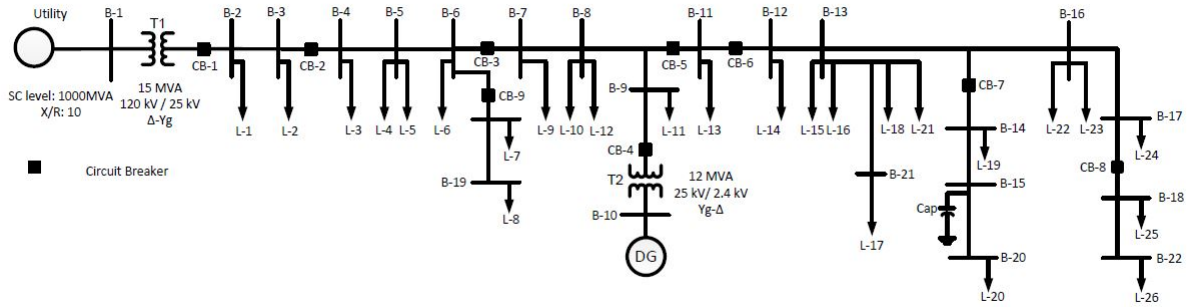 Utility
B-1
T1
B-2
B-3
B-4
B-5
B-6
B-7
B-8
B-11
B-12
B-13
B-16
CB-1
CB-2
CB-3
CB-5
CB-6
CB-7
CB-9
B-9
SC level: 1000MVA
X/R: 10
15 MVA
120 kV / 25 kV
Δ-Yg
L-1
L-2
L-3
L-4
L-5
L-6
L-7
L-9
L-10
L-12
L-11
L-13
L-14
L-15
L-16
L-18
L-21
L-22
L-23
B-17
L-24
B-14
L-19
CB-4
CB-8
Circuit Breaker
B-19
L-8
T2
12 MVA
25 kV/ 2.4 kV
Yg-Δ
B-10
DG
B-21
L-17
B-15
Cap
B-18
L-25
B-20
L-20
B-22
L-26